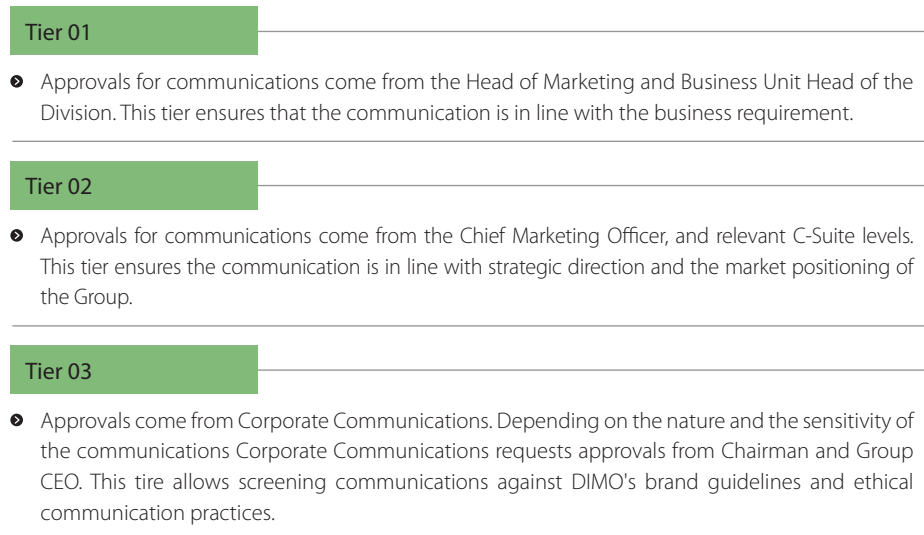 Tier 01
Approvals for communications come from the Head of Marketing and Business Unit Head of the
Division. This tier ensures that the communication is in line with the business requirement.
Tier 02
Approvals for communications come from the Chief Marketing Officer, and relevant C-Suite levels.
This tier ensures the communication is in line with strategic direction and the market positioning of
the Group.
Tier 03
Approvals come from Corporate Communications. Depending on the nature and the sensitivity of
the communications Corporate Communications requests approvals from Chairman and Group
CEO. This tire allows screening communications against DIMO's brand guidelines and ethical
communication practices.